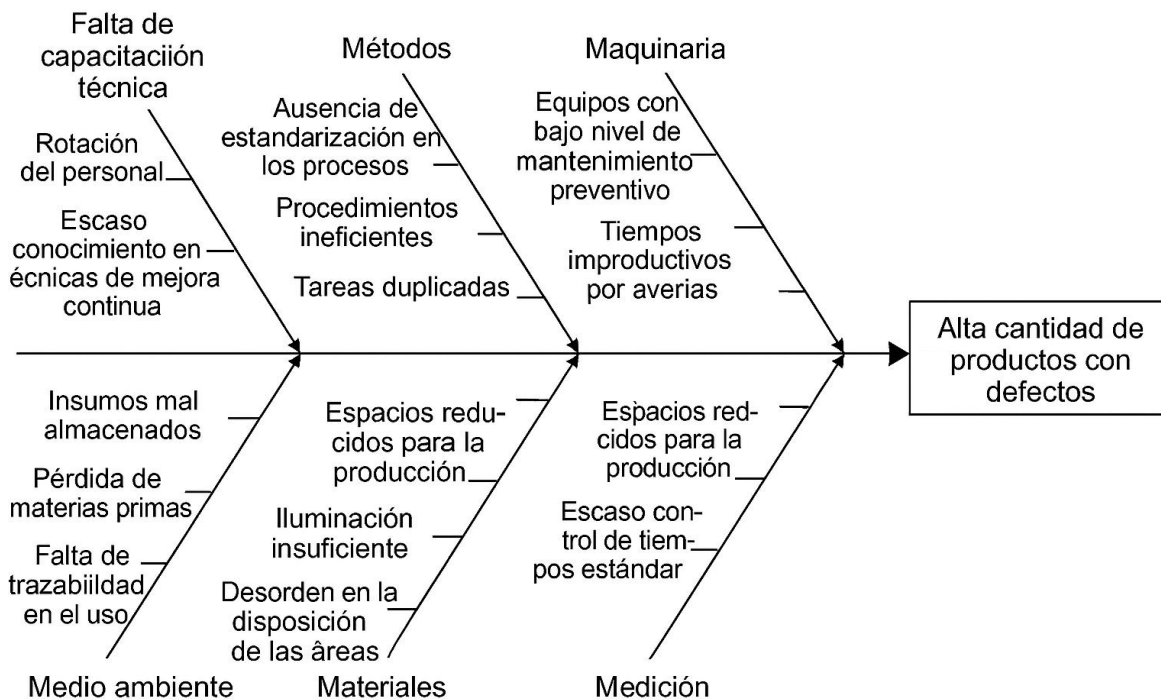 Falta de
capacitaciión
técnica
Rotación
del personal
Escaso
conocimiento en
écnicas de mejora
continua
Métodos
Ausencia de
estandarización en
los procesos
Procedimientos
ineficientes
Tareas duplicadas
Maquinaria
Equipos con
bajo nivel de
mantenimiento
preventivo
Tiempos
improductivos
por averias
Alta cantidad de
productos con
defectos
Insumos mal
almacenados
Pérdida de
materias primas
Falta de
trazabiildad
en el uso
Medio ambiente
Espacios redu-
cidos para la
producción
Iluminación
insuficiente
Desorden en la
disposición
de las âreas
Materiales
Espacios red-
cidos para la
producción
Escaso con-
trol de tiem-
pos estándar
Medición